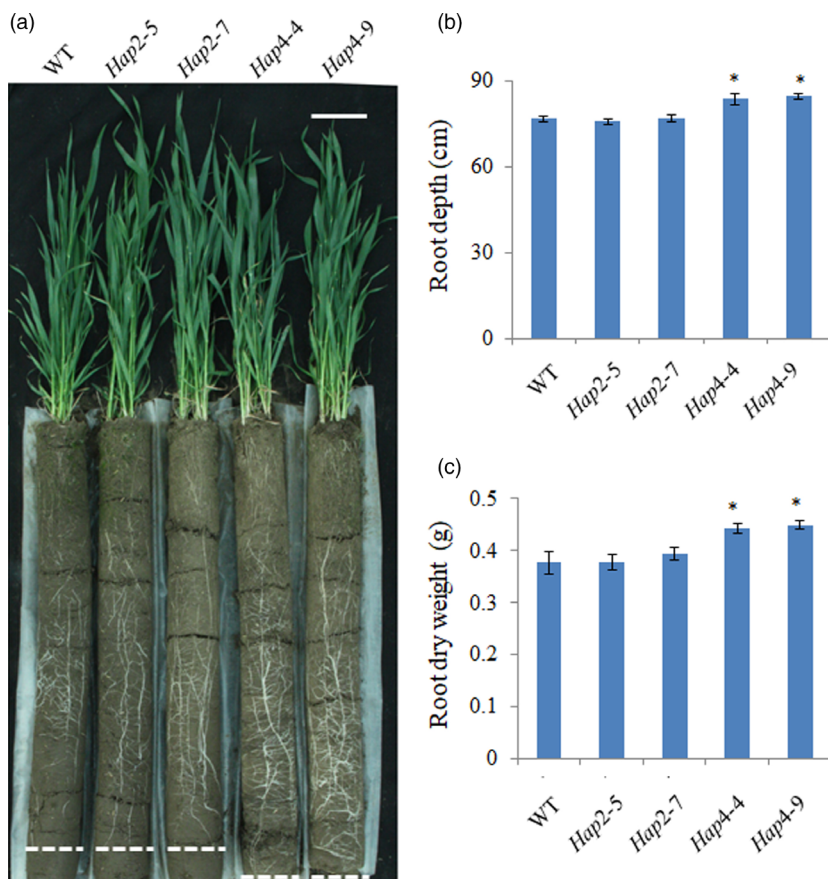 (a)
WT
Hap2-5
Hap2-7
Hap4-4
Hap4-9
(b)
Root depth (cm)
90
60
30
0
* *
WT
Hap2-5
Hap2-7
Hap4-4
Hap4-9
(c)
Root dry weight (g)
0.5
0.4
0.3
0.2
0.1
0
* *
WT
Hap2-5
Hap2-7
Hap4-4
Hap4-9